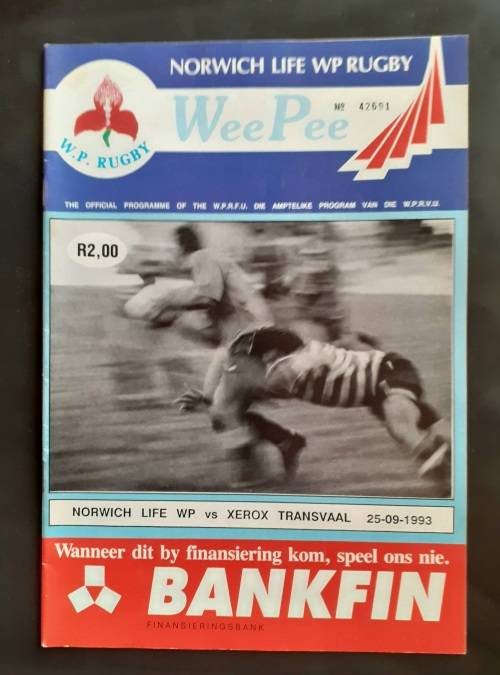 NORWICH LIFE WP RUGBY
W.P. RUGBY
WeePee
Nº 42691
THE OFFICIAL PROGRAMME OF THE W.P.R.F.U. DIE AMPTELIKE PROGRAM VAN DIE W.P.R.V.U.
R2,00
NORWICH LIFE WP vs XEROX TRANSVAAL 25-09-1993
Wanneer dit by finansiering kom, speel ons nie.
BANKFIN
FINANSIERINGSBANK